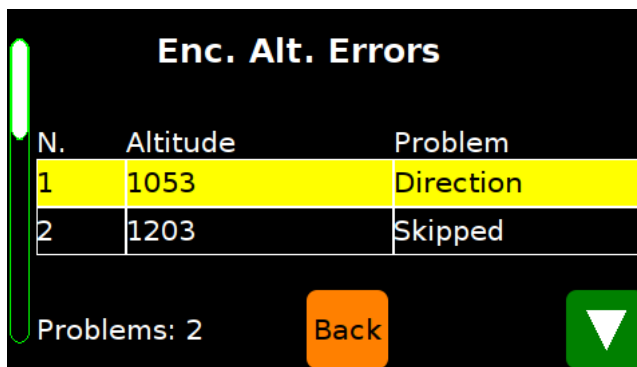 Enc. Alt. Errors
N. Altitude Problem
1 1053 Direction
2 1203 Skipped
Problems: 2 Back